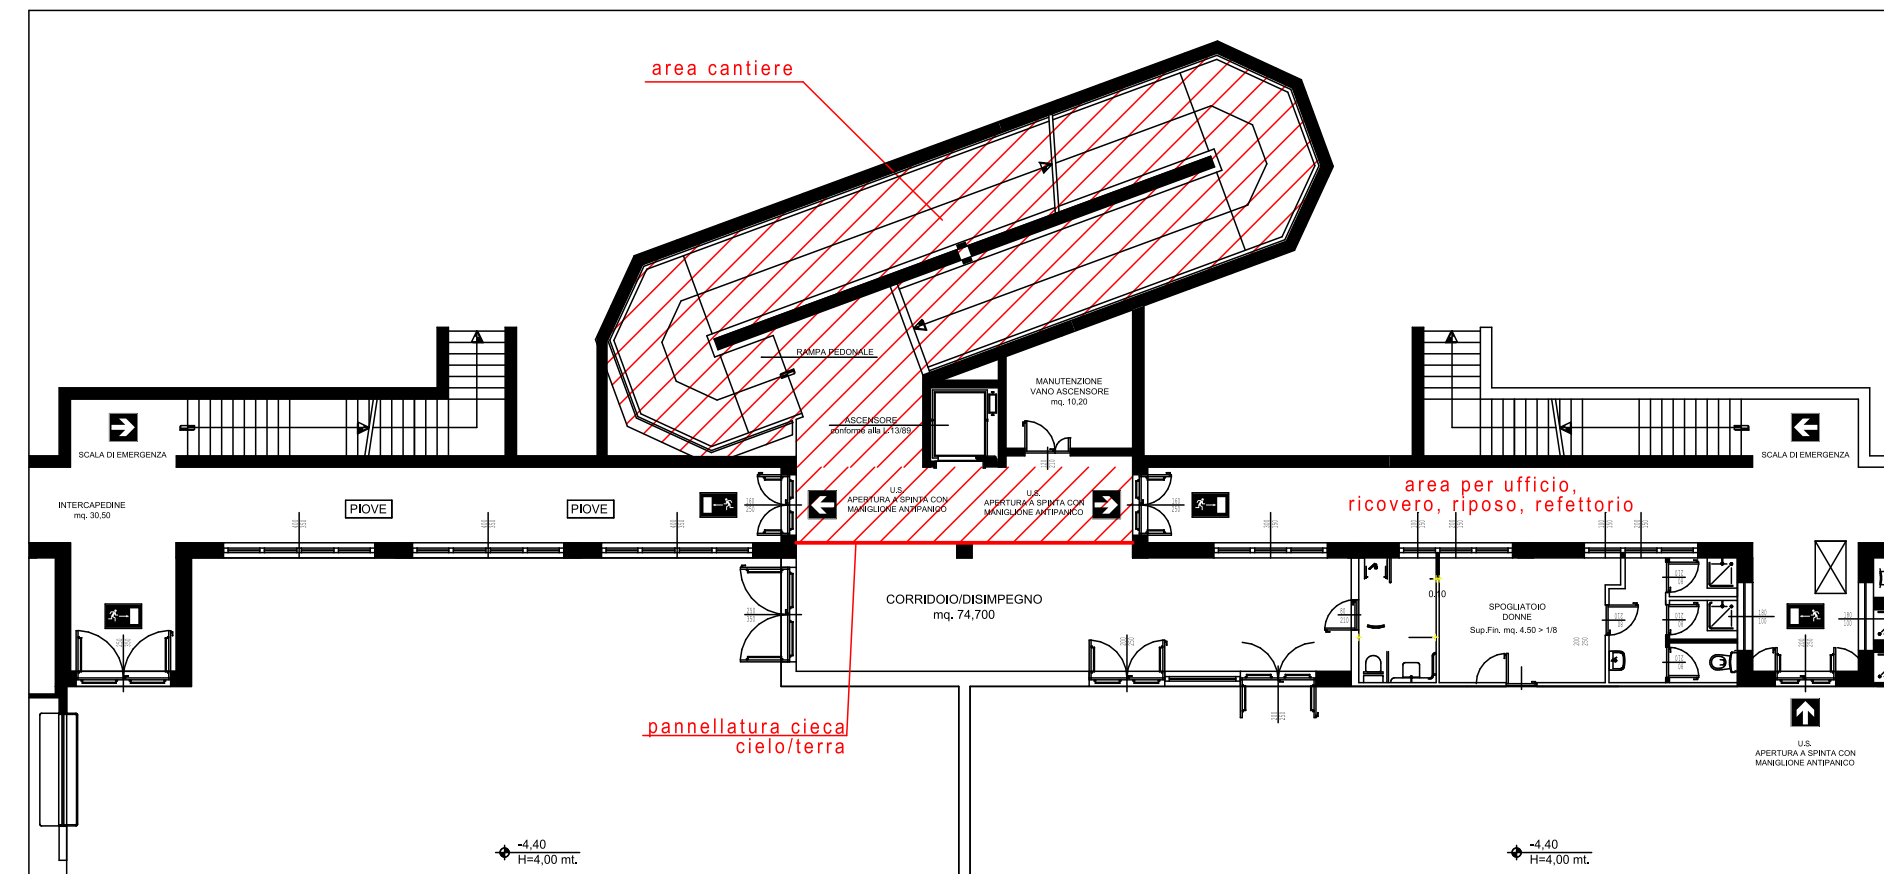 area cantiere
RAMPA PEDONALE
MANUTENZIONE
VANO ASCENSORE
mq. 10,20
ASCENSORE
conforme alla L.13/89
SCALA DI EMERGENZA
SCALA DI EMERGENZA
INTERCAPEDINE
mq. 30,50
PIOVE
PIOVE
U.S.
APERTURA A SPINTA CON
MANIGLIONE ANTIPANICO
U.S.
APERTURA A SPINTA CON
MANIGLIONE ANTIPANICO
area per ufficio,
ricovero, riposo, refettorio
CORRIDOIO/DISIMPEGNO
mq. 74,700
0.10
SPOGLIATOIO
DONNE
Sup.Fin. mq. 4.50 > 1/8
pannellatura cieca
cielo/terra
U.S.
APERTURA A SPINTA CON
MANIGLIONE ANTIPANICO
-4,40
H=4,00 mt.
-4,40
H=4,00 mt.